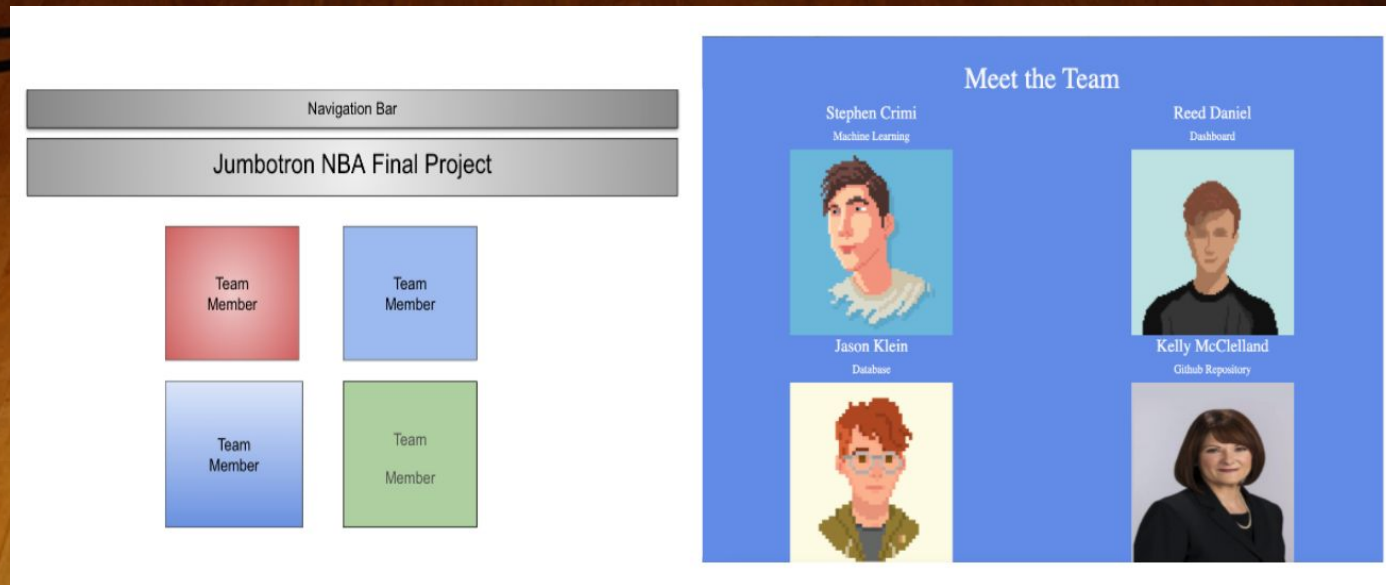 Navigation Bar
Jumbotron NBA Final Project
Team
Member
Team
Member
Team
Member
Team
Member
Meet the Team
Stephen Crimi
Machine Learning
Reed Daniel
Dashboard
Jason Klein
Database
Kelly McClelland
Github Repository